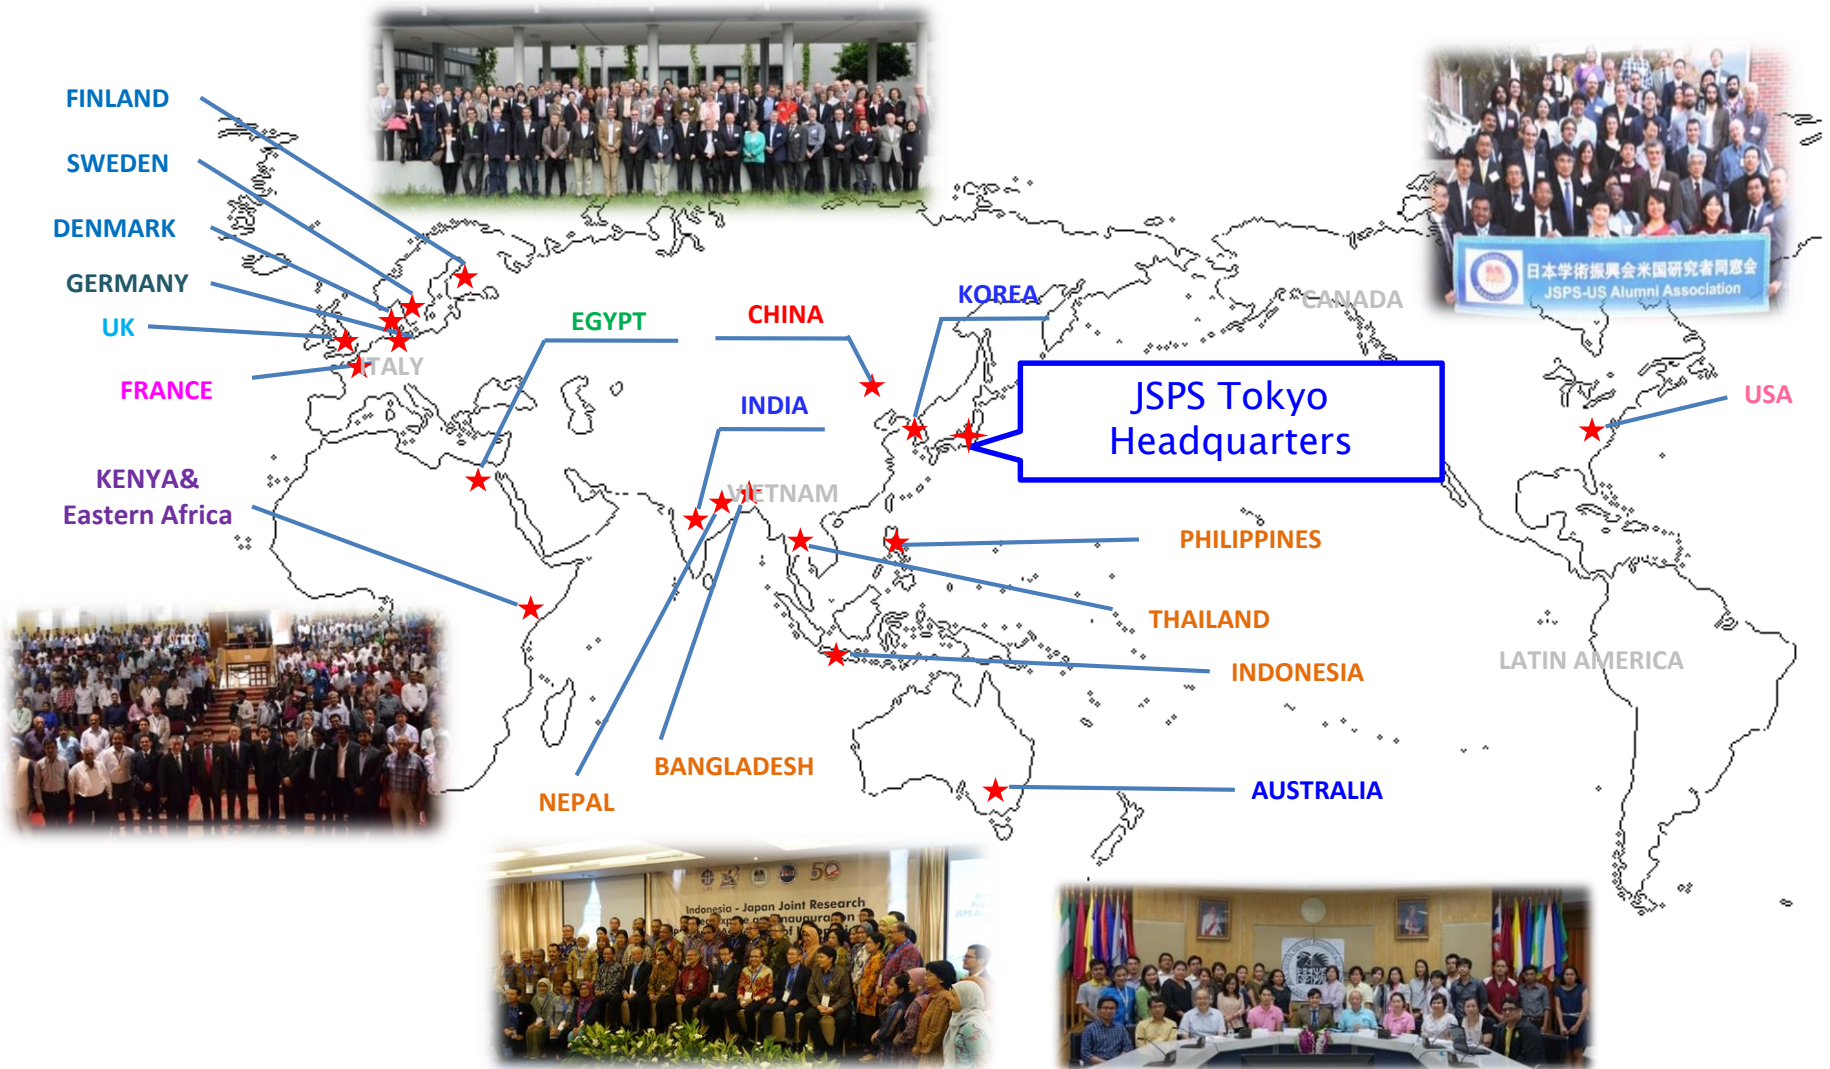 FINLAND
SWEDEN
DENMARK
GERMANY
UK
FRANCE
ITALY
EGYPT
CHINA
KOREA
INDIA
CANADA
日本学術振興会米国研究者同窓会
JSPS-US Alumni Association
JSPS Tokyo
Headquarters
USA
KENYA&
Eastern Africa
VIETNAM
PHILIPPINES
THAILAND
INDONESIA
LATIN AMERICA
BANGLADESH
NEPAL
AUSTRALIA
50
Indonesia - Japan Joint Research